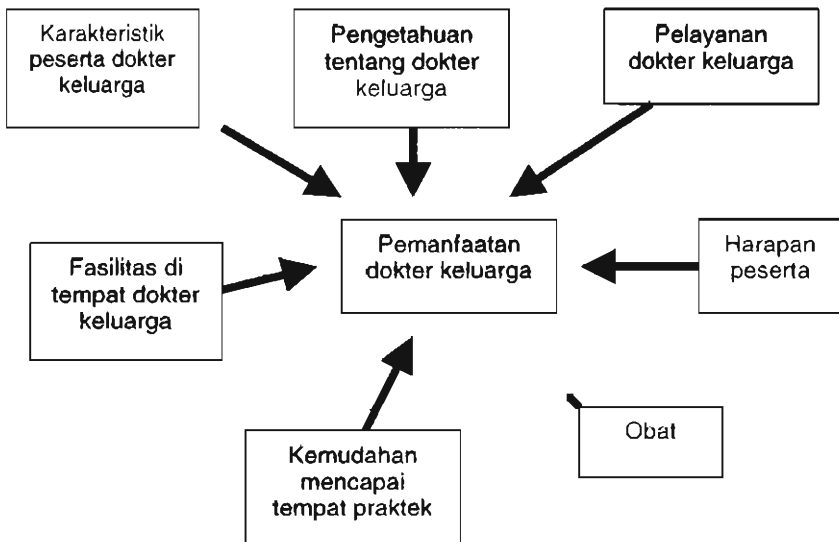 Karakteristik
peserta dokter
keluarga
Pengetahuan
tentang dokter
keluarga
Pelayanan
dokter keluarga
Fasilitas di
tempat dokter
keluarga
Pemanfaatan
dokter keluarga
Harapan
peserta
Kemudahan
mencapai
tempat praktek
Obat